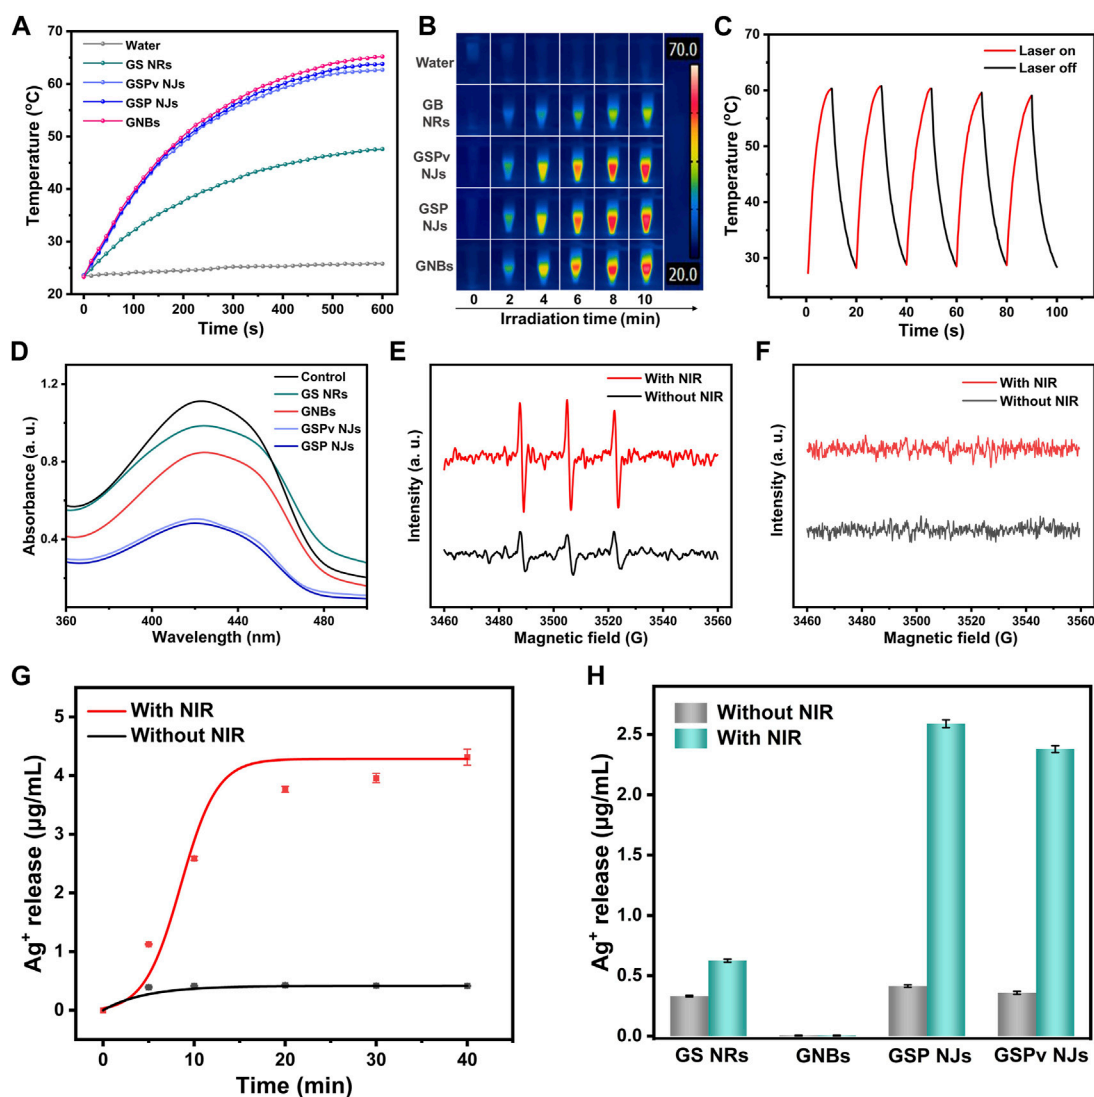 A
Temperature (°C)
70
60
50
40
30
20
Water
GS NRs
GSPv NJs
GSP NJs
GNBs
0
100
200
300
400
500
600
Time (s)
B
Water
GB
NRs
GSPv
NJs
GSP
NJs
GNBs
70.0
20.0
0
2
4
6
8
10
Irradiation time (min)
C
Temperature (°C)
70
60
50
40
30
Laser on
Laser off
0
20
40
60
80
100
Time (s)
D
Absorbance (a. u.)
1.2
0.8
0.4
Control
GS NRs
GNBs
GSPv NJs
GSP NJs
360
400
440
480
Wavelength (nm)
E
Intensity (a. u.)
With NIR
Without NIR
3460
3480
3500
3520
3540
3560
Magnetic field (G)
F
Intensity (a. u.)
With NIR
Without NIR
3460
3480
3500
3520
3540
3560
Magnetic field (G)
G
Ag⁺ release (μg/mL)
5
4
3
2
1
0
With NIR
Without NIR
0
10
20
30
40
Time (min)
H
Ag⁺ release (μg/mL)
2.5
2.0
1.5
1.0
0.5
0.0
Without NIR
With NIR
GS NRs
GNBs
GSP NJs
GSPv NJs